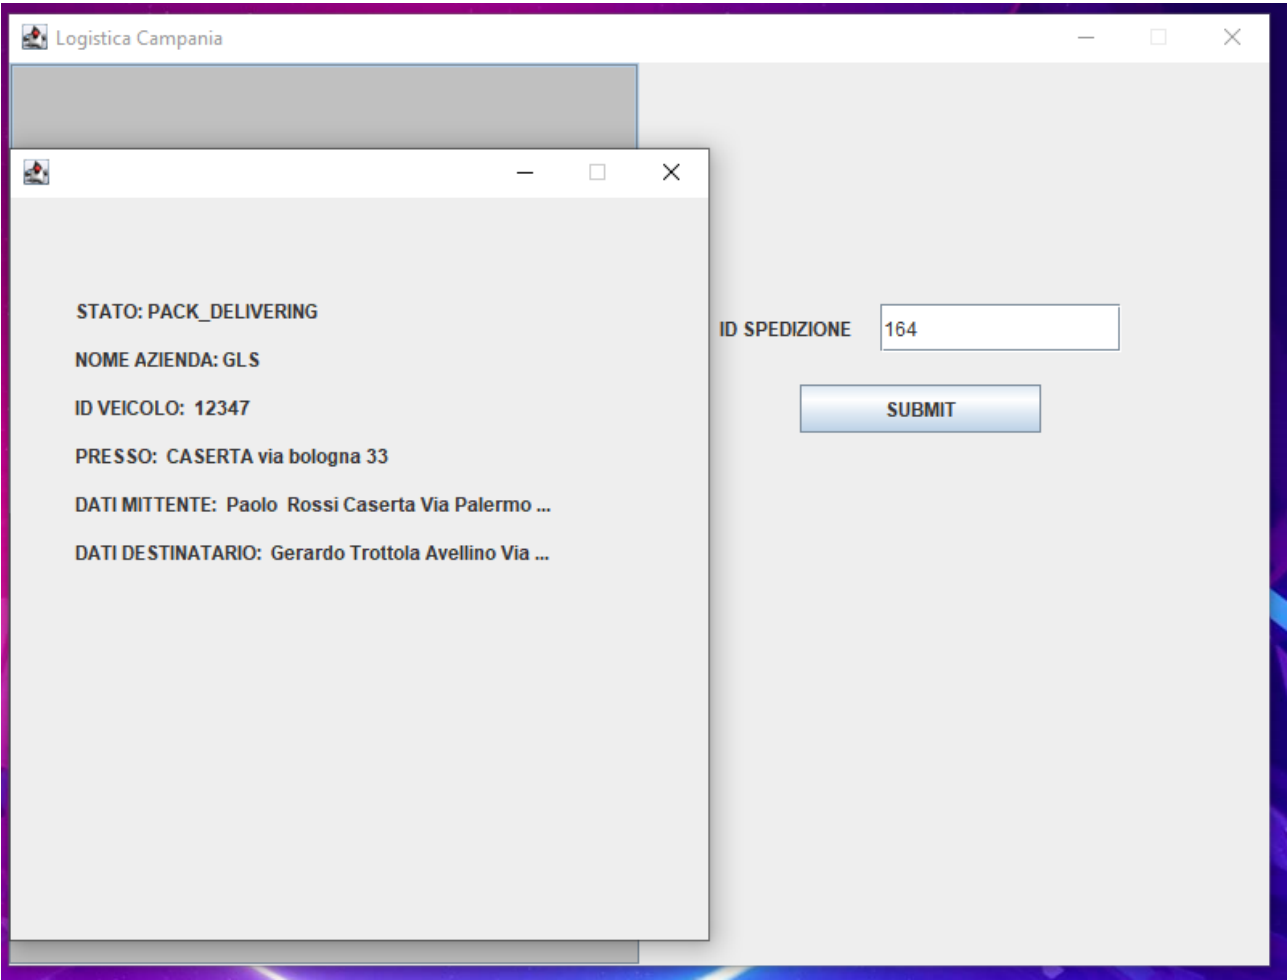 Logistica Campania
STATO: PACK_DELIVERING
NOME AZIENDA: GLS
ID VEICOLO: 12347
PRESSO: CASERTA via bologna 33
DATI MITTENTE: Paolo Rossi Caserta Via Palermo ...
DATI DESTINATARIO: Gerardo Trottola Avellino Via ...
ID SPEDIZIONE 164
SUBMIT